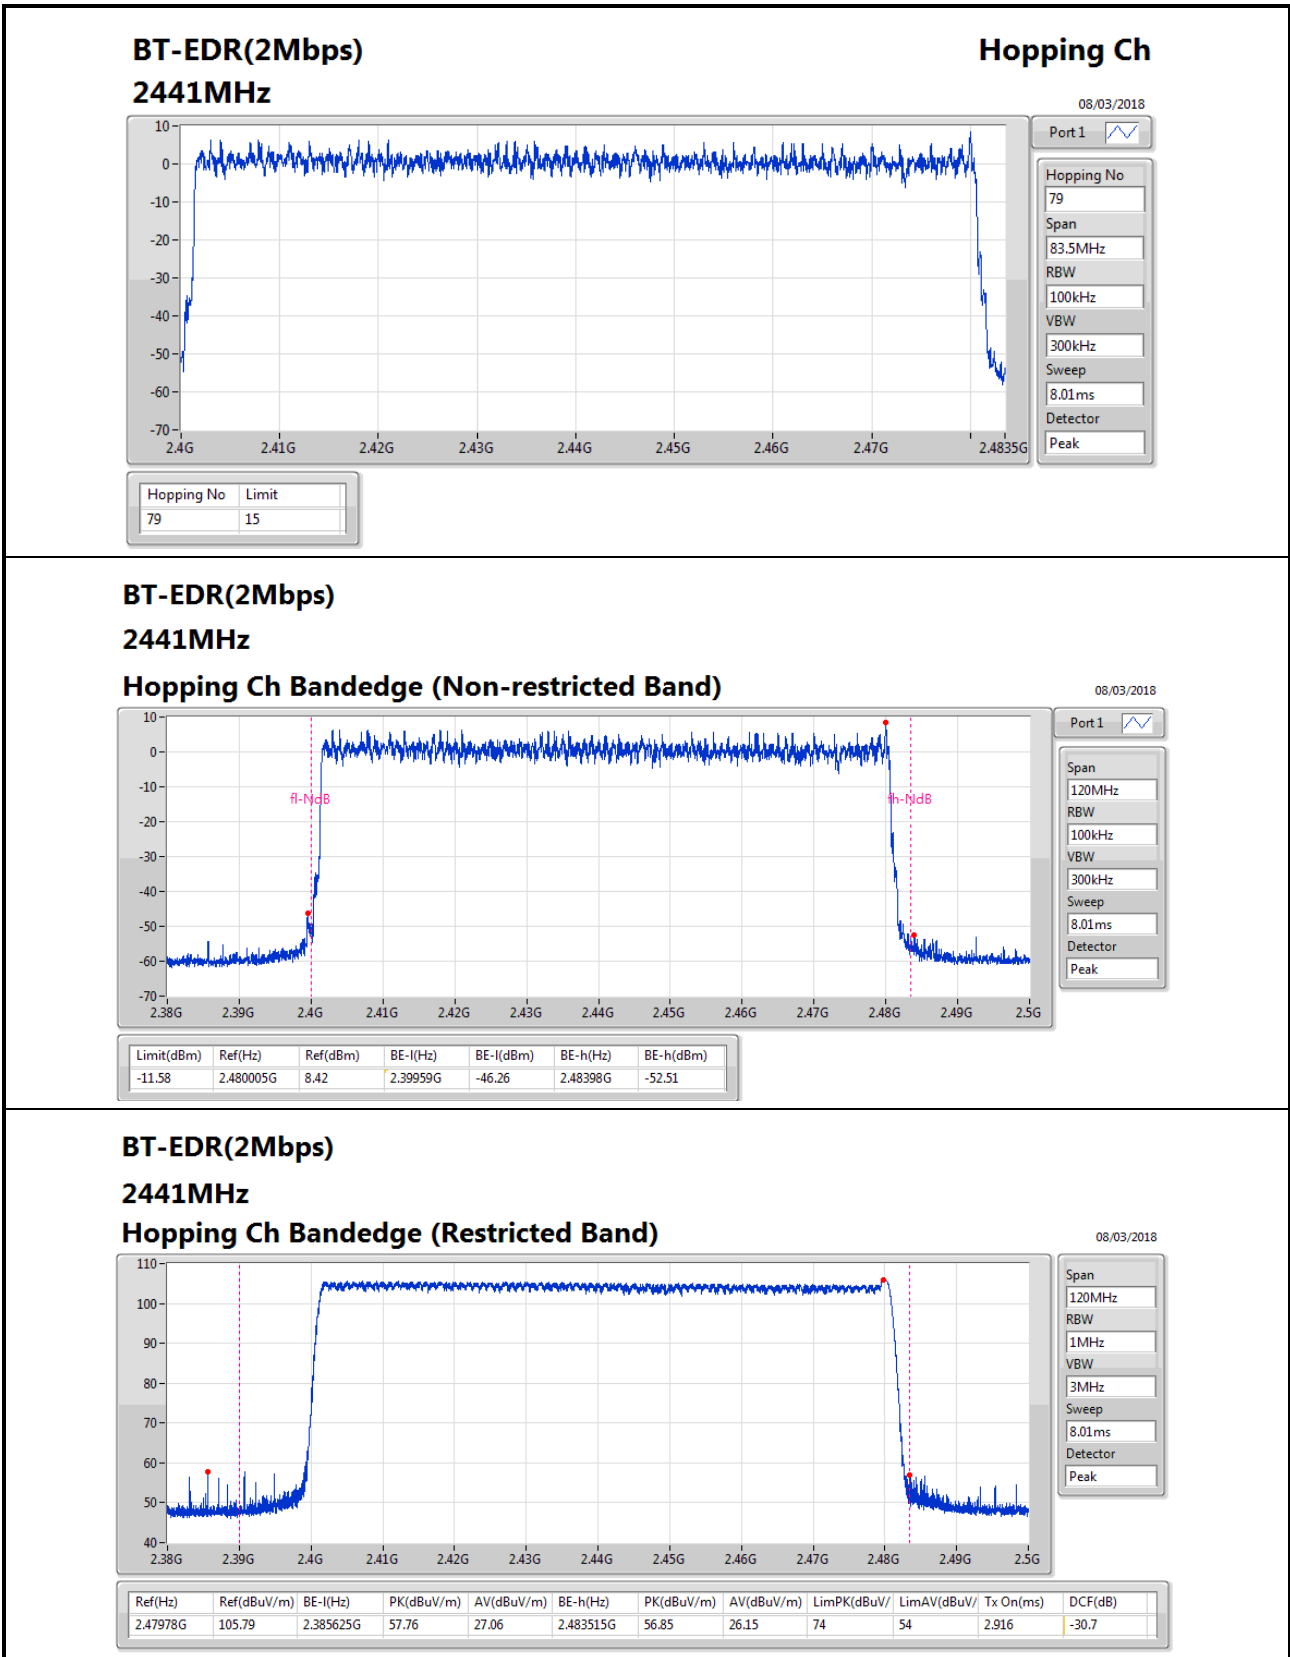 BT-EDR(2Mbps) Hopping Ch
2441MHz
08/03/2018
Port 1
10
0
-10
-20
-30
-40
-50
-60
-70
2.4G 2.41G 2.42G 2.43G 2.44G 2.45G 2.46G 2.47G 2.4835G
Hopping No
79
Span
83.5MHz
RBW
100kHz
VBW
300kHz
Sweep
8.01ms
Detector
Peak
Hopping No Limit
79 15
BT-EDR(2Mbps)
2441MHz
Hopping Ch Bandedge (Non-restricted Band)
08/03/2018
Port 1
10
0
-10
-20
-30
-40
-50
-60
-70
fl-NdB fh-NdB
2.38G 2.39G 2.4G 2.41G 2.42G 2.43G 2.44G 2.45G 2.46G 2.47G 2.48G 2.49G 2.5G
Span
120MHz
RBW
100kHz
VBW
300kHz
Sweep
8.01ms
Detector
Peak
Limit(dBm) Ref(Hz) Ref(dBm) BE-l(Hz) BE-l(dBm) BE-h(Hz) BE-h(dBm)
-11.58 2.480005G 8.42 2.39959G -46.26 2.48398G -52.51
BT-EDR(2Mbps)
2441MHz
Hopping Ch Bandedge (Restricted Band)
08/03/2018
110
100
90
80
70
60
50
40
2.38G 2.39G 2.4G 2.41G 2.42G 2.43G 2.44G 2.45G 2.46G 2.47G 2.48G 2.49G 2.5G
Span
120MHz
RBW
1MHz
VBW
3MHz
Sweep
8.01ms
Detector
Peak
Ref(Hz) Ref(dBuV/m) BE-l(Hz) PK(dBuV/m) AV(dBuV/m) BE-h(Hz) PK(dBuV/m) AV(dBuV/m) LimPK(dBuV/ LimAV(dBuV/ Tx On(ms) DCF(dB)
2.47978G 105.79 2.385625G 57.76 27.06 2.483515G 56.85 26.15 74 54 2.916 -30.7